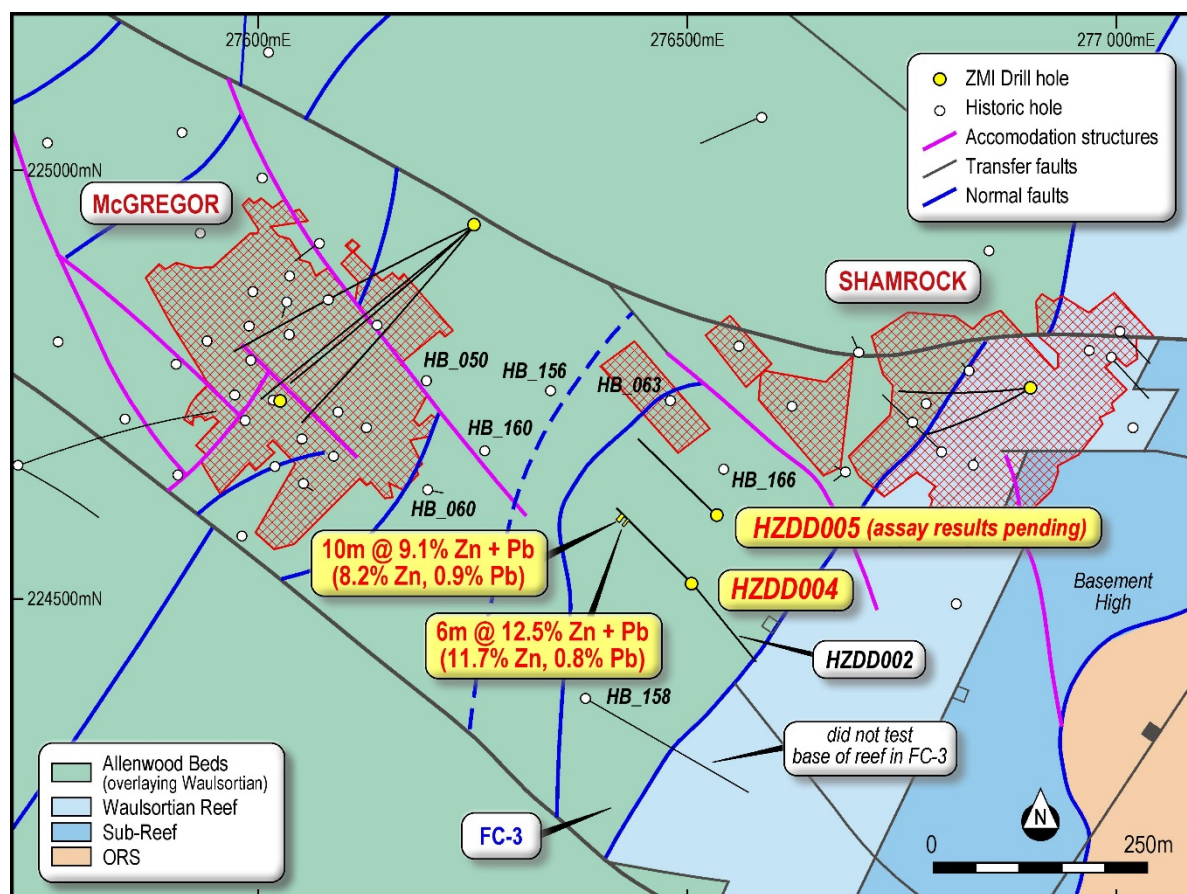 27600mE
276500mE
277 000mE
ZMI Drill hole
Historic hole
Accomodation structures
Transfer faults
Normal faults
225000mN
McGREGOR
SHAMROCK
HB_050
HB_156
HB_063
HB_160
HB_166
HB_060
HZDD005 (assay results pending)
10m @ 9.1% Zn + Pb
(8.2% Zn, 0.9% Pb)
HZDD004
224500mN
Basement
High
6m @ 12.5% Zn + Pb
(11.7% Zn, 0.8% Pb)
HZDD002
HB_158
did not test
base of reef in FC-3
FC-3
Allenwood Beds
(overlaying Waulsortian)
Waulsortian Reef
Sub-Reef
ORS
N
0
250m